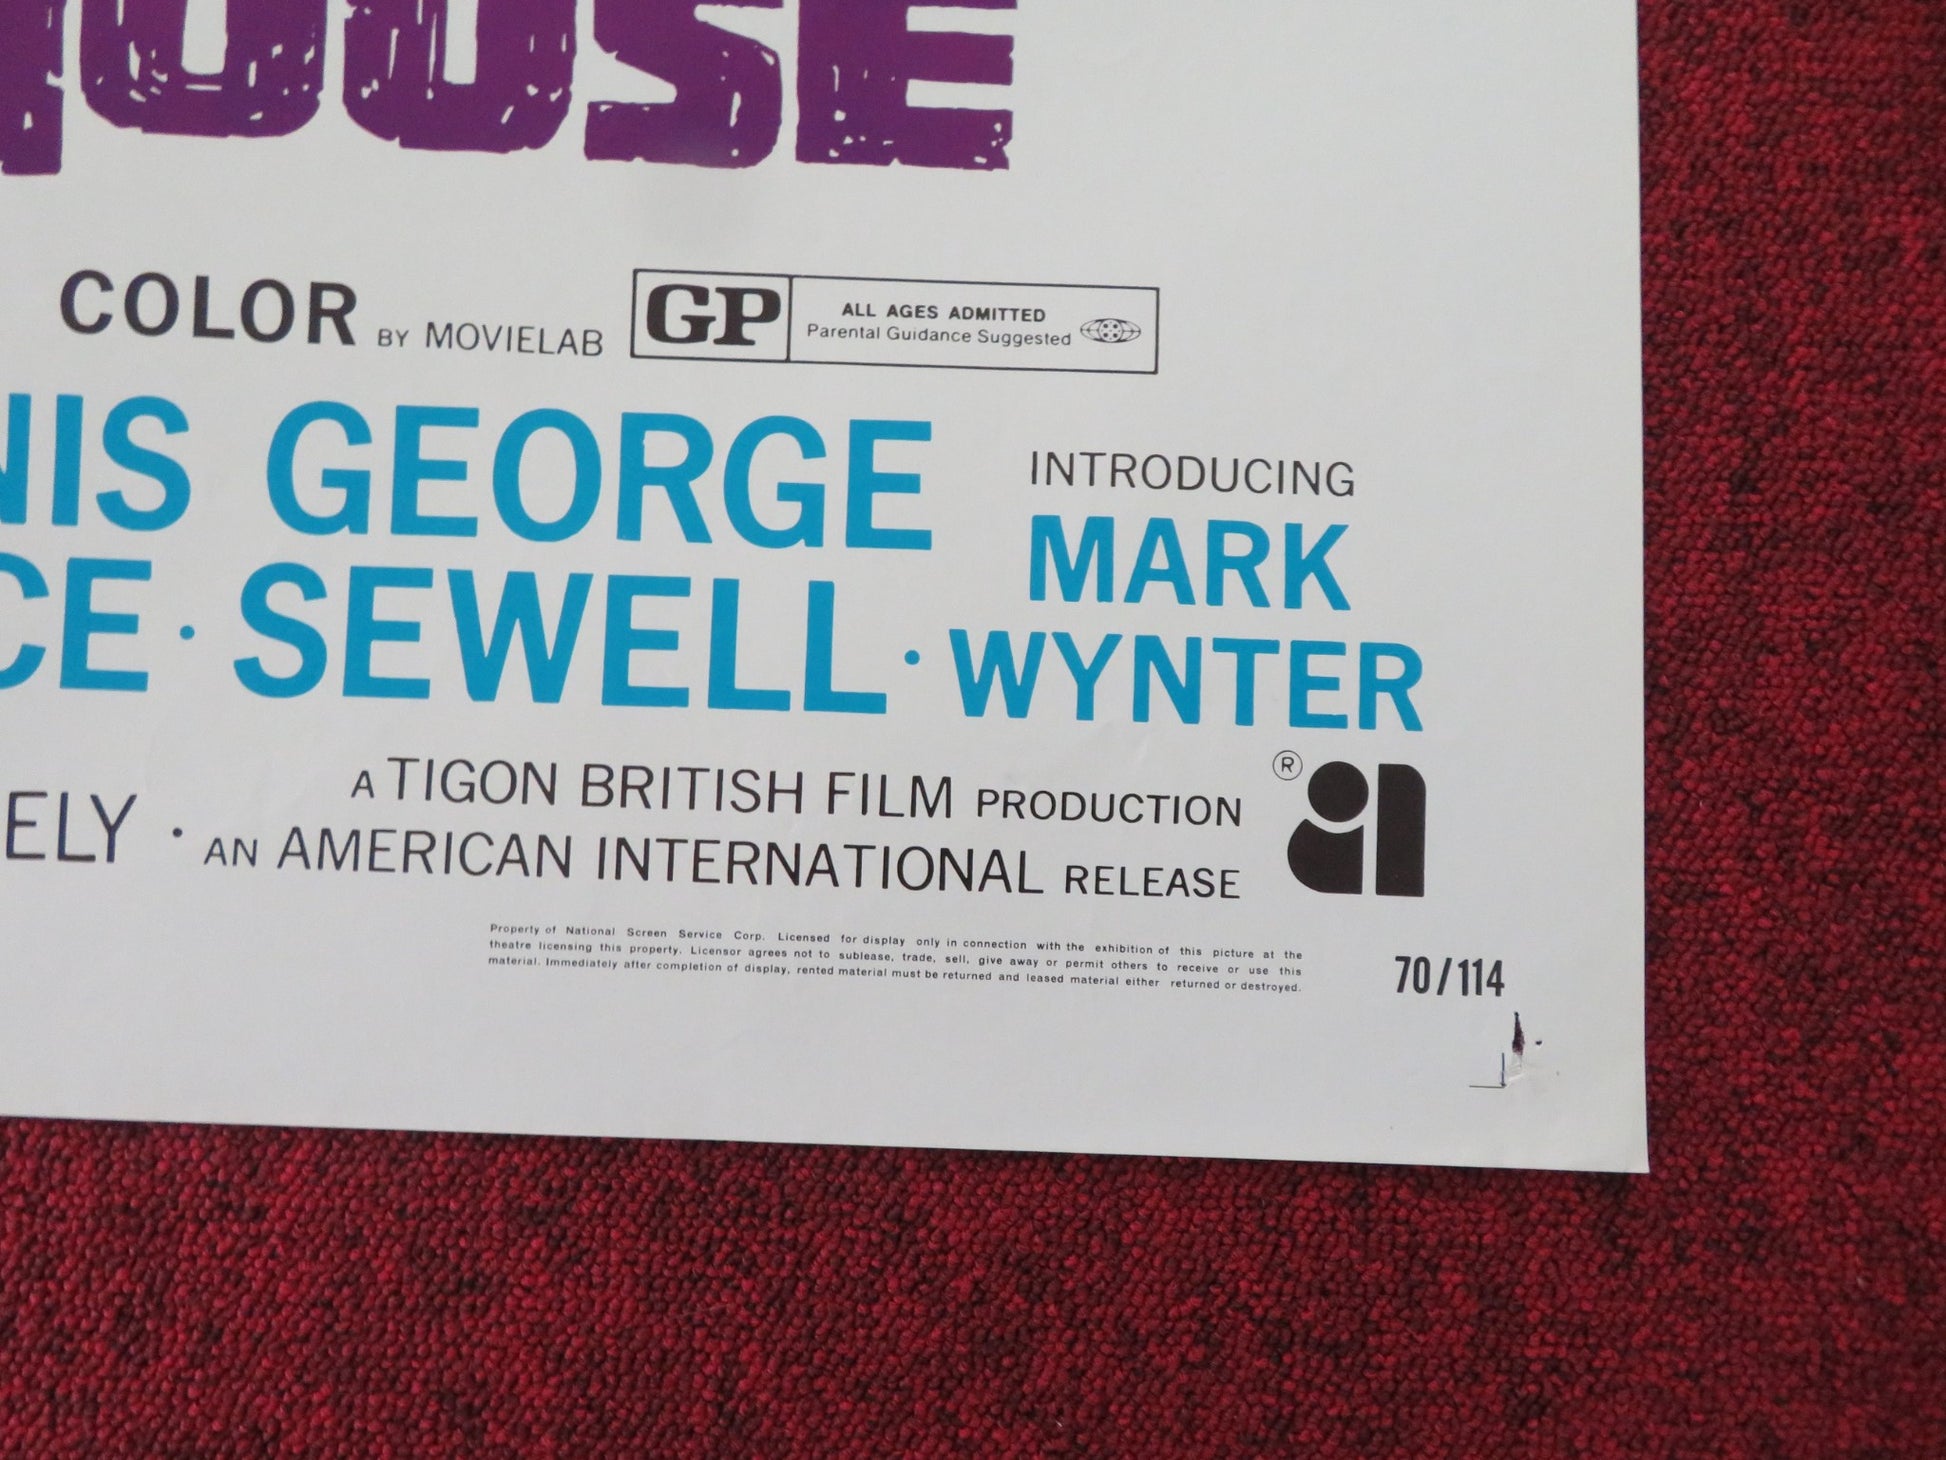 HOUSE
COLOR BY MOVIELAB GP ALL AGES ADMITTED
Parental Guidance Suggested
NIS GEORGE INTRODUCING
CE · SEWELL · MARK
WYNTER
A TIGON BRITISH FILM PRODUCTION ®
ELY · AN AMERICAN INTERNATIONAL RELEASE
Property of National Screen Service Corp. Licensed for display only in connection with the exhibition of this picture at the
theatre licensing this property. Licensor agrees not to sublease, trade, sell, give away or permit others to receive or use this
material. Immediately after completion of display, rented material must be returned and leased material either returned or destroyed.
70/114